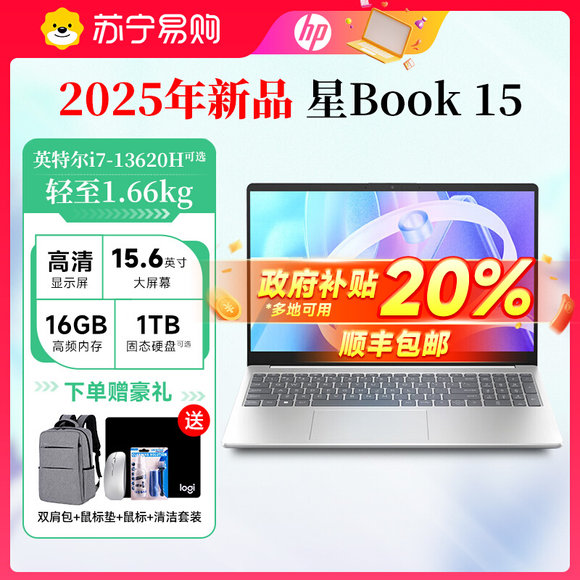 苏宁易购
hp
2025年新品 星Book 15
英特尔i7-13620H可选
轻至1.66kg
高清
显示屏
15.6英寸
大屏幕
16GB
高频内存
1TB
固态硬盘可选
政府补贴
*多地可用
20%
顺丰包邮
下单赠豪礼
送
logi
双肩包+鼠标垫+鼠标+清洁套装